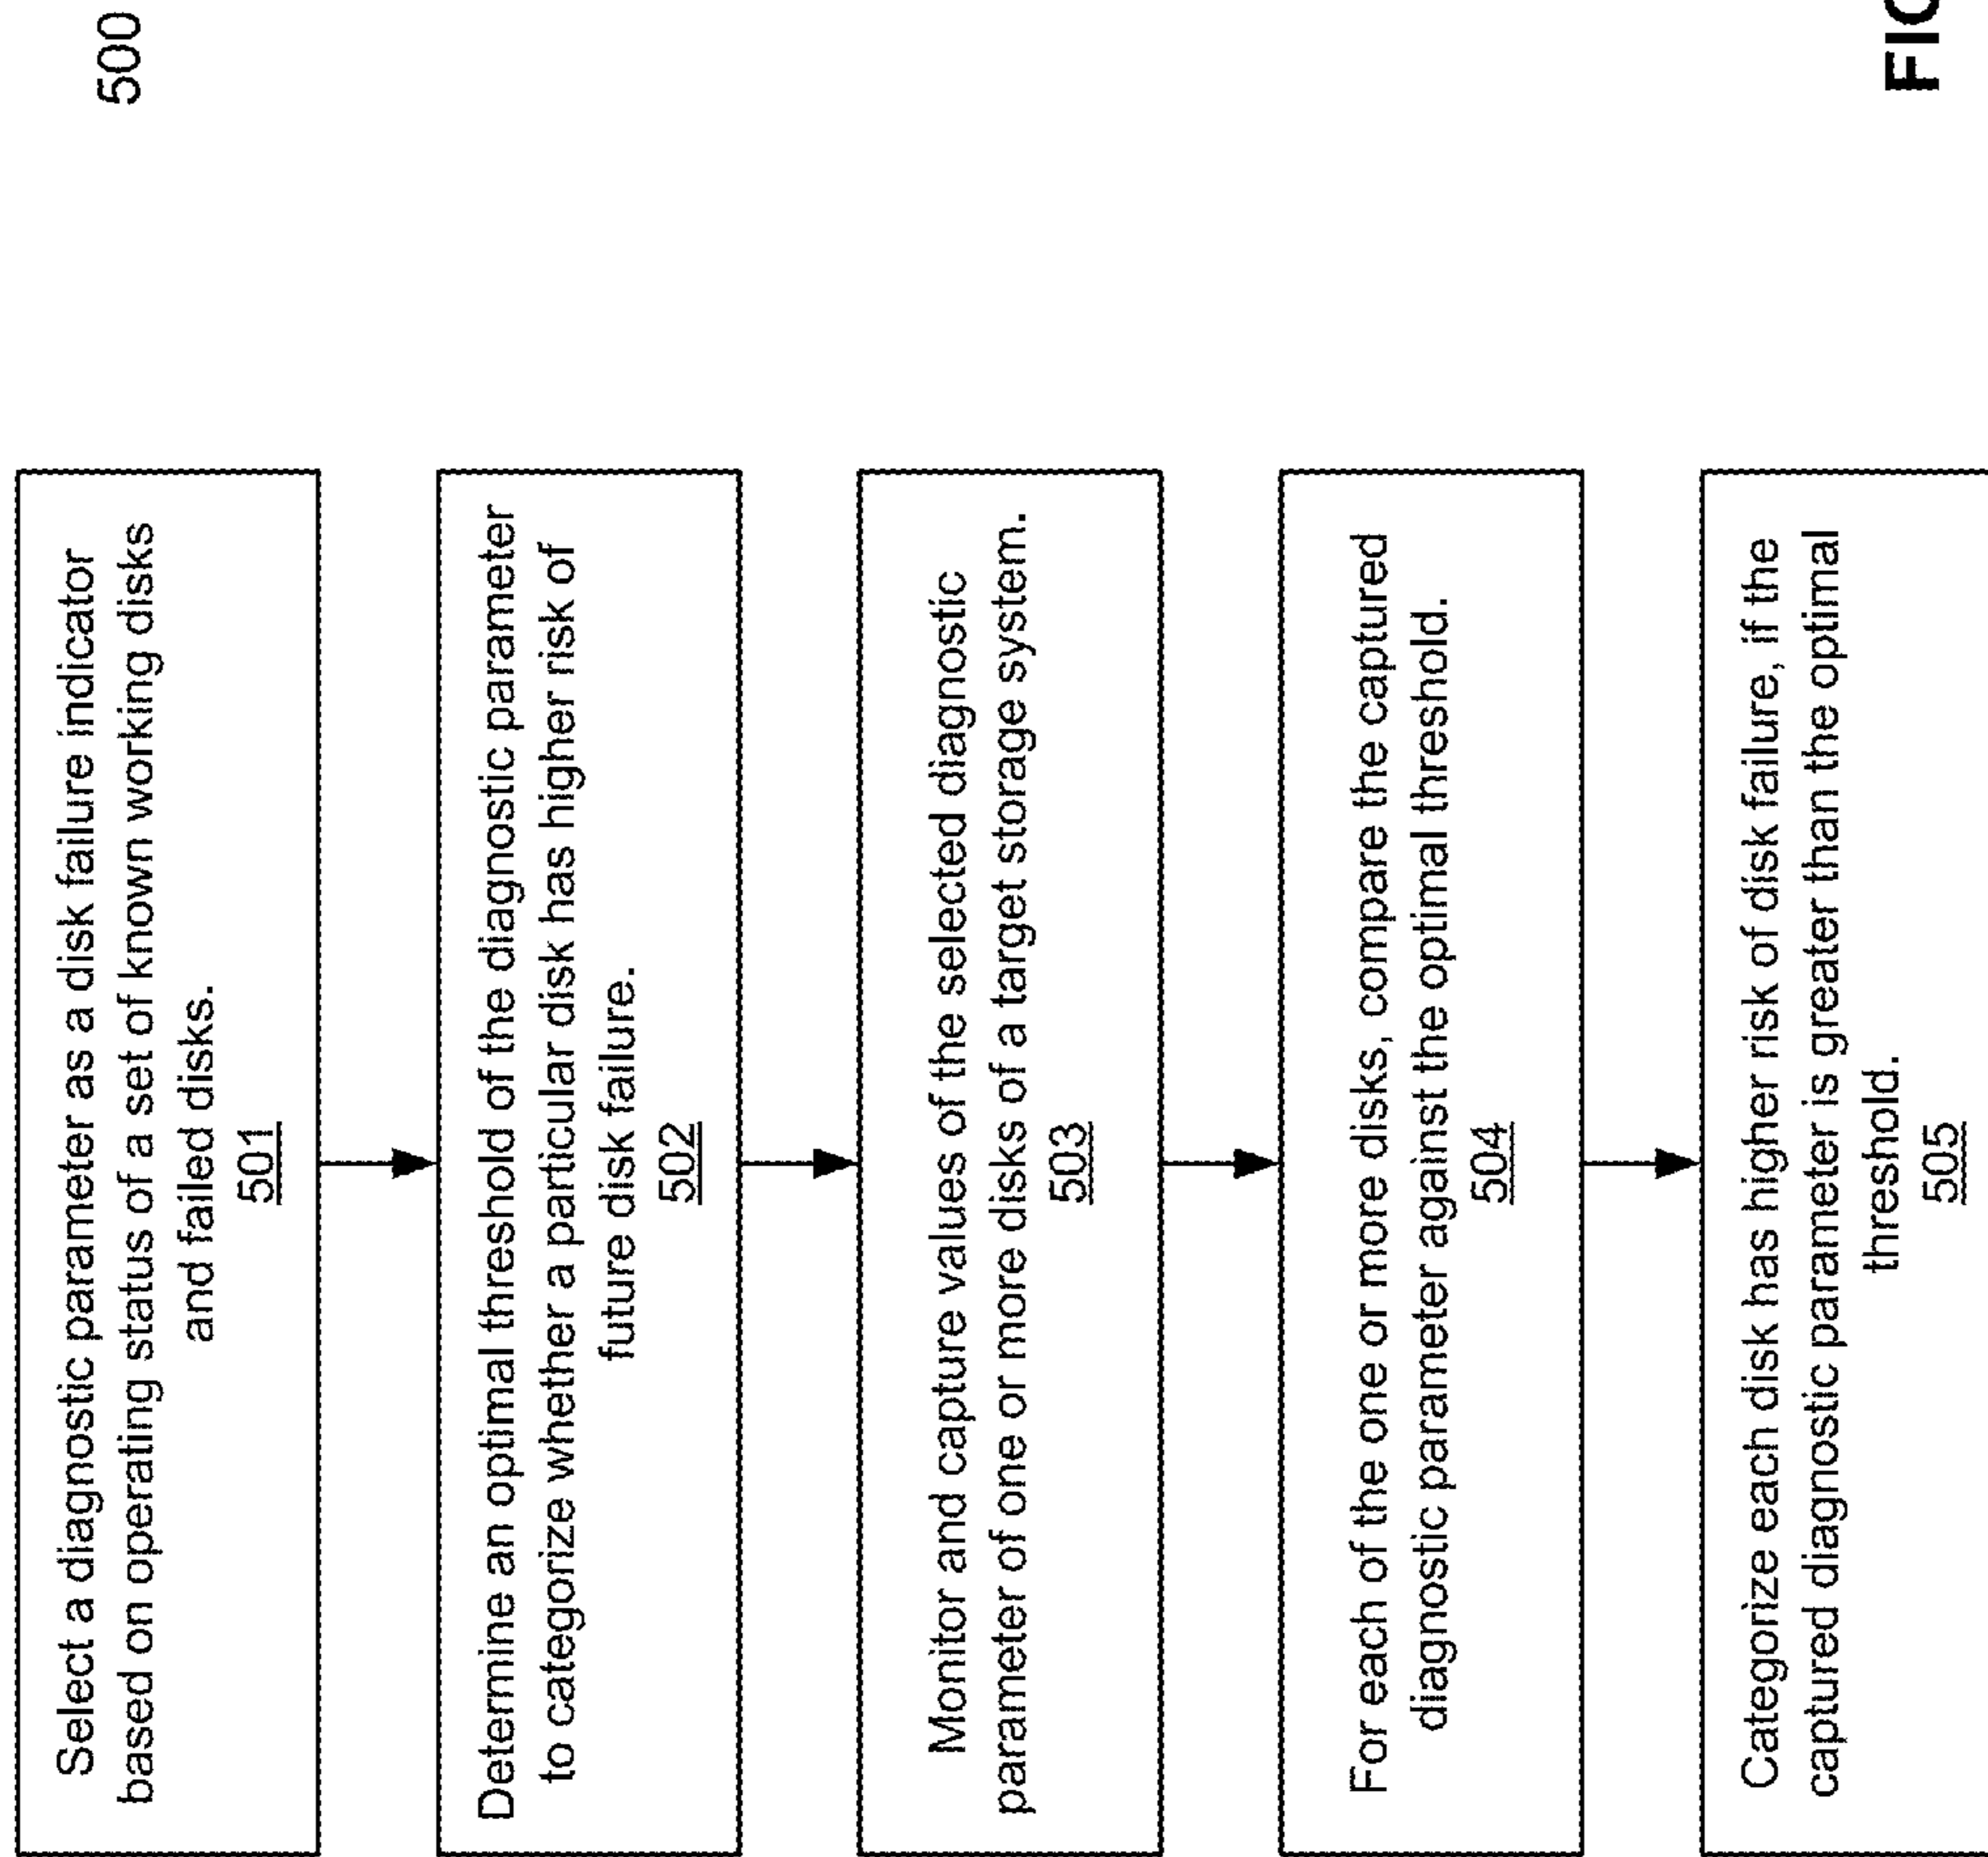 500
Select a diagnostic parameter as a disk failure indicator
based on operating status of a set of known working disks
and failed disks.
501
Determine an optimal threshold of the diagnostic parameter
to categorize whether a particular disk has higher risk of
future disk failure.
502
Monitor and capture values of the selected diagnostic
parameter of one or more disks of a target storage system.
503
For each of the one or more disks, compare the captured
diagnostic parameter against the optimal threshold.
504
Categorize each disk has higher risk of disk failure, if the
captured diagnostic parameter is greater than the optimal
threshold.
505